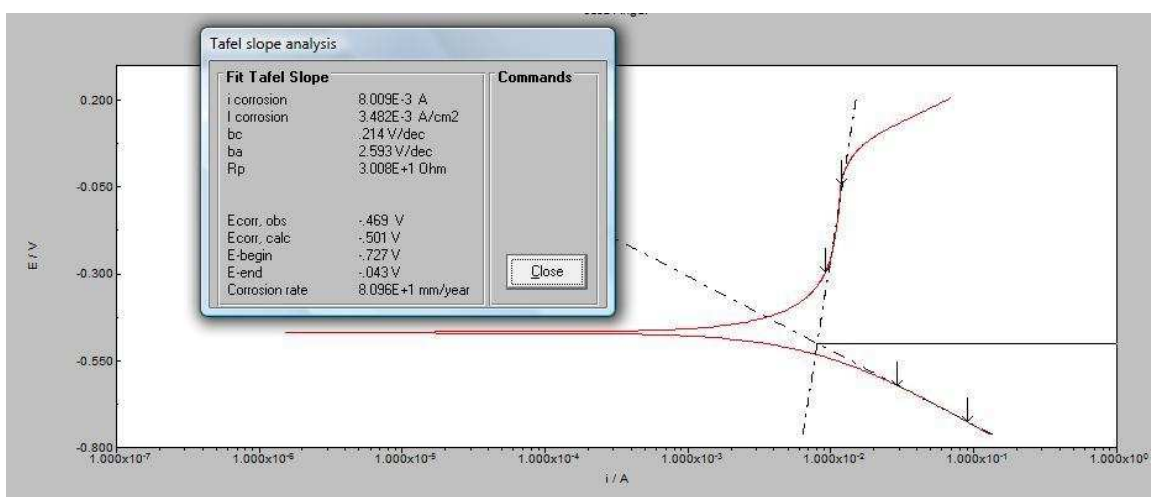 Tafel slope analysis
Fit Tafel Slope
Commands
i corrosion 8.009E-3 A
I corrosion 3.482E-3 A/cm2
bc .214 V/dec
ba 2.593 V/dec
Rp 3.008E+1 Ohm
Ecorr, obs -.469 V
Ecorr, calc -.501 V
E-begin -.727 V
E-end -.043 V
Corrosion rate 8.096E+1 mm/year
Close
E / V
0.200
-0.050
-0.300
-0.550
-0.800
1.000x10⁻⁷ 1.000x10⁻⁶ 1.000x10⁻⁵ 1.000x10⁻⁴ 1.000x10⁻³ 1.000x10⁻² 1.000x10⁻¹ 1.000x10⁰
i / A